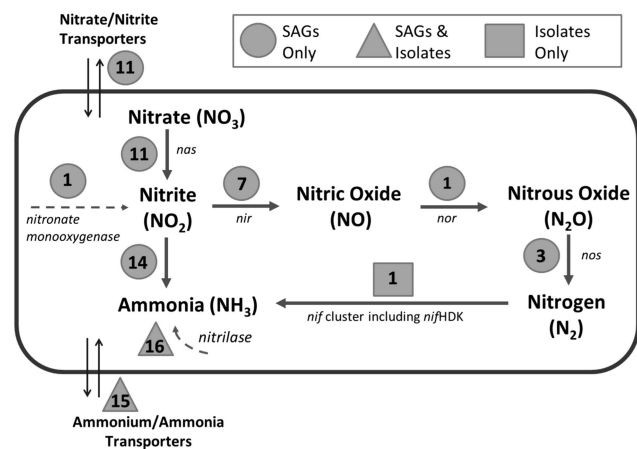 Nitrate/Nitrite
Transporters
11
SAGs
Only
SAGs &
Isolates
Isolates
Only
Nitrate (NO3)
11
nas
1
nitronate
monooxygenase
Nitrite
(NO2)
7
nir
Nitric Oxide
(NO)
1
nor
Nitrous Oxide
(N2O)
14
3
nos
1
Ammonia (NH3)
nif cluster including nifHDK
Nitrogen
(N2)
16
nitrilase
15
Ammonium/Ammonia
Transporters